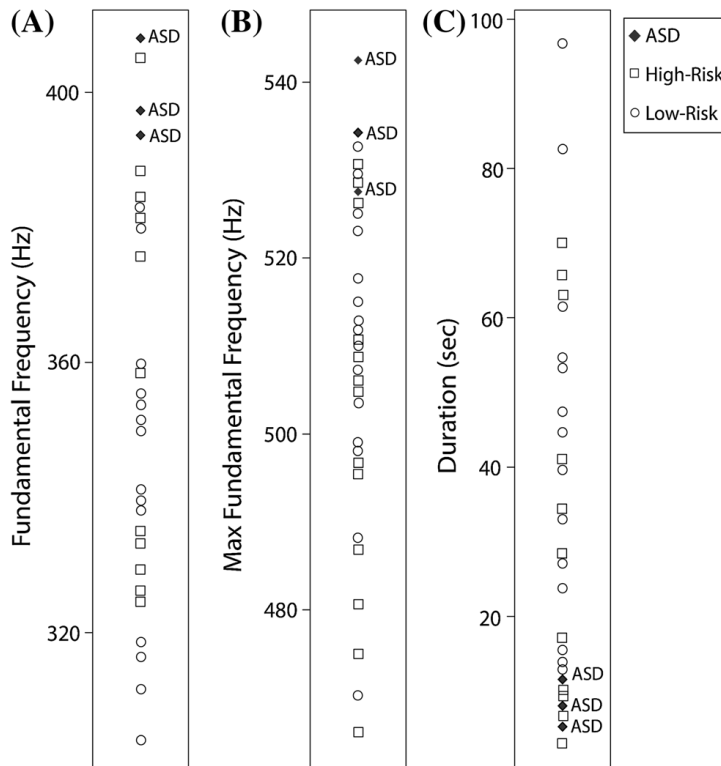 (A)
Fundamental Frequency (Hz)
400
360
320
ASD
ASD
ASD
(B)
Max Fundamental Frequency (Hz)
540
520
500
480
ASD
ASD
ASD
(C)
Duration (sec)
100
80
60
40
20
ASD
ASD
ASD
ASD
High-Risk
Low-Risk